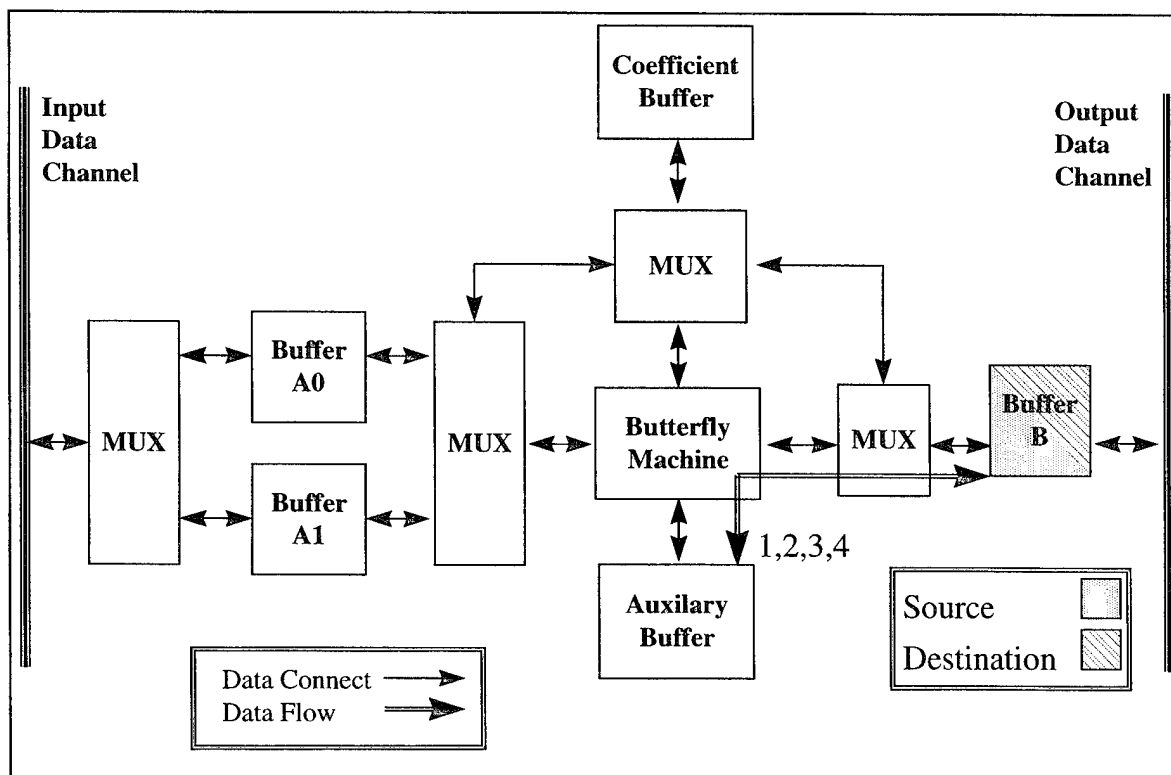 Coefficient
Buffer
Input
Data
Channel
Output
Data
Channel
MUX
Buffer
A0
MUX
MUX
Butterfly
Machine
MUX
Buffer
B
Buffer
A1
1,2,3,4
Auxilary
Buffer
Source
Destination
Data Connect
Data Flow